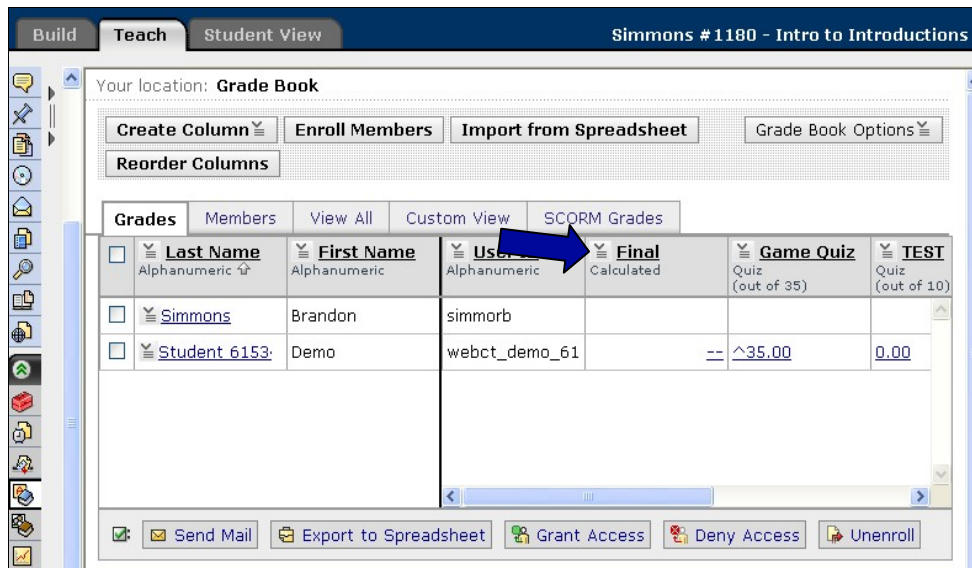 Build Teach Student View Simmons #1180 - Intro to Introductions
Your location: Grade Book
Create Column Enroll Members Import from Spreadsheet Grade Book Options
Reorder Columns
Grades Members View All Custom View SCORM Grades
Last Name First Name Final Game Quiz TEST
Alphanumeric Alphanumeric Alphanumeric Calculated Quiz Quiz
(out of 35) (out of 10)
Simmons Brandon simmorb
Student 6153 Demo webct_demo_61 -- ^35.00 0.00
Send Mail Export to Spreadsheet Grant Access Deny Access Unenroll